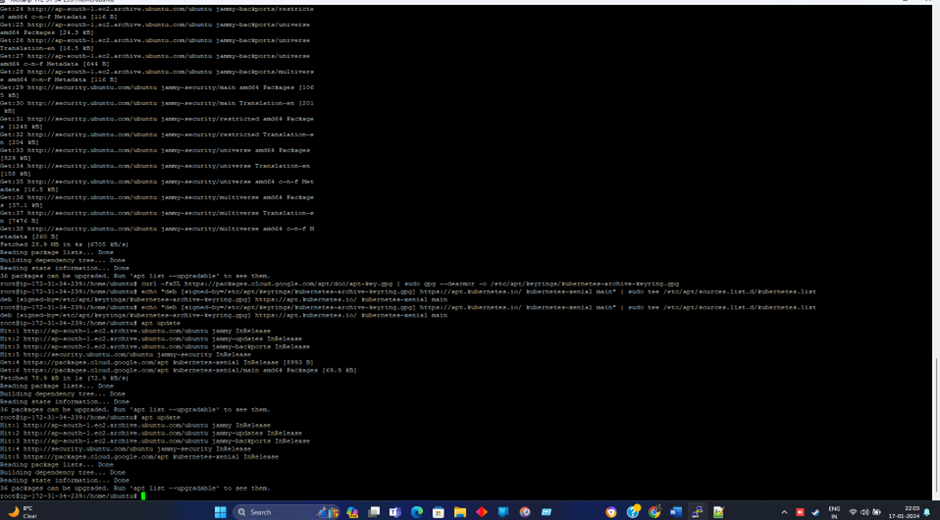 Get:24 http://ap-south-1.ec2.archive.ubuntu.com/ubuntu jammy-backports/restricte
d amd64 c-n-f Metadata [116 B]
Get:25 http://ap-south-1.ec2.archive.ubuntu.com/ubuntu jammy-backports/universe
amd64 Packages [24.3 kB]
Get:26 http://ap-south-1.ec2.archive.ubuntu.com/ubuntu jammy-backports/universe
Translation-en [16.5 kB]
Get:27 http://ap-south-1.ec2.archive.ubuntu.com/ubuntu jammy-backports/universe
amd64 c-n-f Metadata [644 B]
Get:28 http://ap-south-1.ec2.archive.ubuntu.com/ubuntu jammy-backports/multivers
e amd64 c-n-f Metadata [116 B]
Get:29 http://security.ubuntu.com/ubuntu jammy-security/main amd64 Packages [106
5 kB]
Get:30 http://security.ubuntu.com/ubuntu jammy-security/main Translation-en [201
kB]
Get:31 http://security.ubuntu.com/ubuntu jammy-security/restricted amd64 Package
s [1248 kB]
Get:32 http://security.ubuntu.com/ubuntu jammy-security/restricted Translation-e
n [204 kB]
Get:33 http://security.ubuntu.com/ubuntu jammy-security/universe amd64 Packages
[829 kB]
Get:34 http://security.ubuntu.com/ubuntu jammy-security/universe Translation-en
[158 kB]
Get:35 http://security.ubuntu.com/ubuntu jammy-security/universe amd64 c-n-f Met
adata [16.8 kB]
Get:36 http://security.ubuntu.com/ubuntu jammy-security/multiverse amd64 Package
s [37.1 kB]
Get:37 http://security.ubuntu.com/ubuntu jammy-security/multiverse Translation-e
n [7476 B]
Get:38 http://security.ubuntu.com/ubuntu jammy-security/multiverse amd64 c-n-f M
etadata [260 B]
Fetched 28.9 MB in 4s (6705 kB/s)
Reading package lists... Done
Building dependency tree... Done
Reading state information... Done
36 packages can be upgraded. Run 'apt list --upgradable' to see them.
root@ip-172-31-34-239:/home/ubuntu# curl -fsSL https://packages.cloud.google.com/apt/doc/apt-key.gpg | sudo gpg --dearmor -o /etc/apt/keyrings/kubernetes-archive-keyring.gpg
root@ip-172-31-34-239:/home/ubuntu# echo "deb [signed-by=/etc/apt/keyrings/kubernetes-archive-keyring.gpg] https://apt.kubernetes.io/ kubernetes-xenial main" | sudo tee /etc/apt/sources.list.d/kubernetes.list
deb [signed-by=/etc/apt/keyrings/kubernetes-archive-keyring.gpg] https://apt.kubernetes.io/ kubernetes-xenial main
root@ip-172-31-34-239:/home/ubuntu# echo "deb [signed-by=/etc/apt/keyrings/kubernetes-archive-keyring.gpg] https://apt.kubernetes.io/ kubernetes-xenial main" | sudo tee /etc/apt/sources.list.d/kubernetes.list
deb [signed-by=/etc/apt/keyrings/kubernetes-archive-keyring.gpg] https://apt.kubernetes.io/ kubernetes-xenial main
root@ip-172-31-34-239:/home/ubuntu# apt update
Hit:1 http://ap-south-1.ec2.archive.ubuntu.com/ubuntu jammy InRelease
Hit:2 http://ap-south-1.ec2.archive.ubuntu.com/ubuntu jammy-updates InRelease
Hit:3 http://ap-south-1.ec2.archive.ubuntu.com/ubuntu jammy-backports InRelease
Hit:5 http://security.ubuntu.com/ubuntu jammy-security InRelease
Get:4 https://packages.cloud.google.com/apt kubernetes-xenial InRelease [8993 B]
Get:6 https://packages.cloud.google.com/apt kubernetes-xenial/main amd64 Packages [69.9 kB]
Fetched 78.9 kB in 1s (72.9 kB/s)
Reading package lists... Done
Building dependency tree... Done
Reading state information... Done
36 packages can be upgraded. Run 'apt list --upgradable' to see them.
root@ip-172-31-34-239:/home/ubuntu# apt update
Hit:1 http://ap-south-1.ec2.archive.ubuntu.com/ubuntu jammy InRelease
Hit:2 http://ap-south-1.ec2.archive.ubuntu.com/ubuntu jammy-updates InRelease
Hit:3 http://ap-south-1.ec2.archive.ubuntu.com/ubuntu jammy-backports InRelease
Hit:4 http://security.ubuntu.com/ubuntu jammy-security InRelease
Hit:5 https://packages.cloud.google.com/apt kubernetes-xenial InRelease
Reading package lists... Done
Building dependency tree... Done
Reading state information... Done
36 packages can be upgraded. Run 'apt list --upgradable' to see them.
root@ip-172-31-34-239:/home/ubuntu#
8°C
Clear
Search
ENG
IN
22:05
17-01-2024